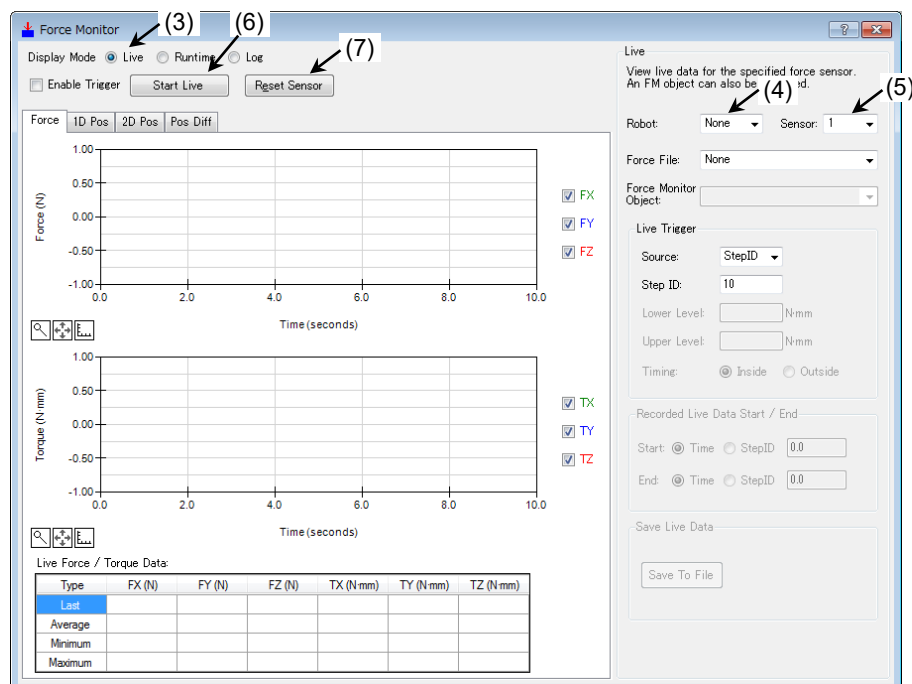 Force Monitor
(3)
(6)
(7)
Display Mode Live Runtime Log
Enable Trigger Start Live Reset Sensor
Force 1D Pos 2D Pos Pos Diff
1.00
0.50
0.00
-0.50
-1.00
Force (N)
0.0 2.0 4.0 6.0 8.0 10.0
Time (seconds)
FX
FY
FZ
1.00
0.50
0.00
-0.50
-1.00
Torque (N·mm)
0.0 2.0 4.0 6.0 8.0 10.0
Time (seconds)
TX
TY
TZ
Live Force / Torque Data:
Type FX (N) FY (N) FZ (N) TX (N·mm) TY (N·mm) TZ (N·mm)
Last
Average
Minimum
Maximum
Live
View live data for the specified force sensor.
An FM object can also be
(4)
(5)
Robot: None Sensor: 1
Force File: None
Force Monitor
Object:
Live Trigger
Source: StepID
Step ID: 10
Lower Level: N·mm
Upper Level: N·mm
Timing: Inside Outside
Recorded Live Data Start / End
Start: Time StepID 0.0
End: Time StepID 0.0
Save Live Data
Save To File